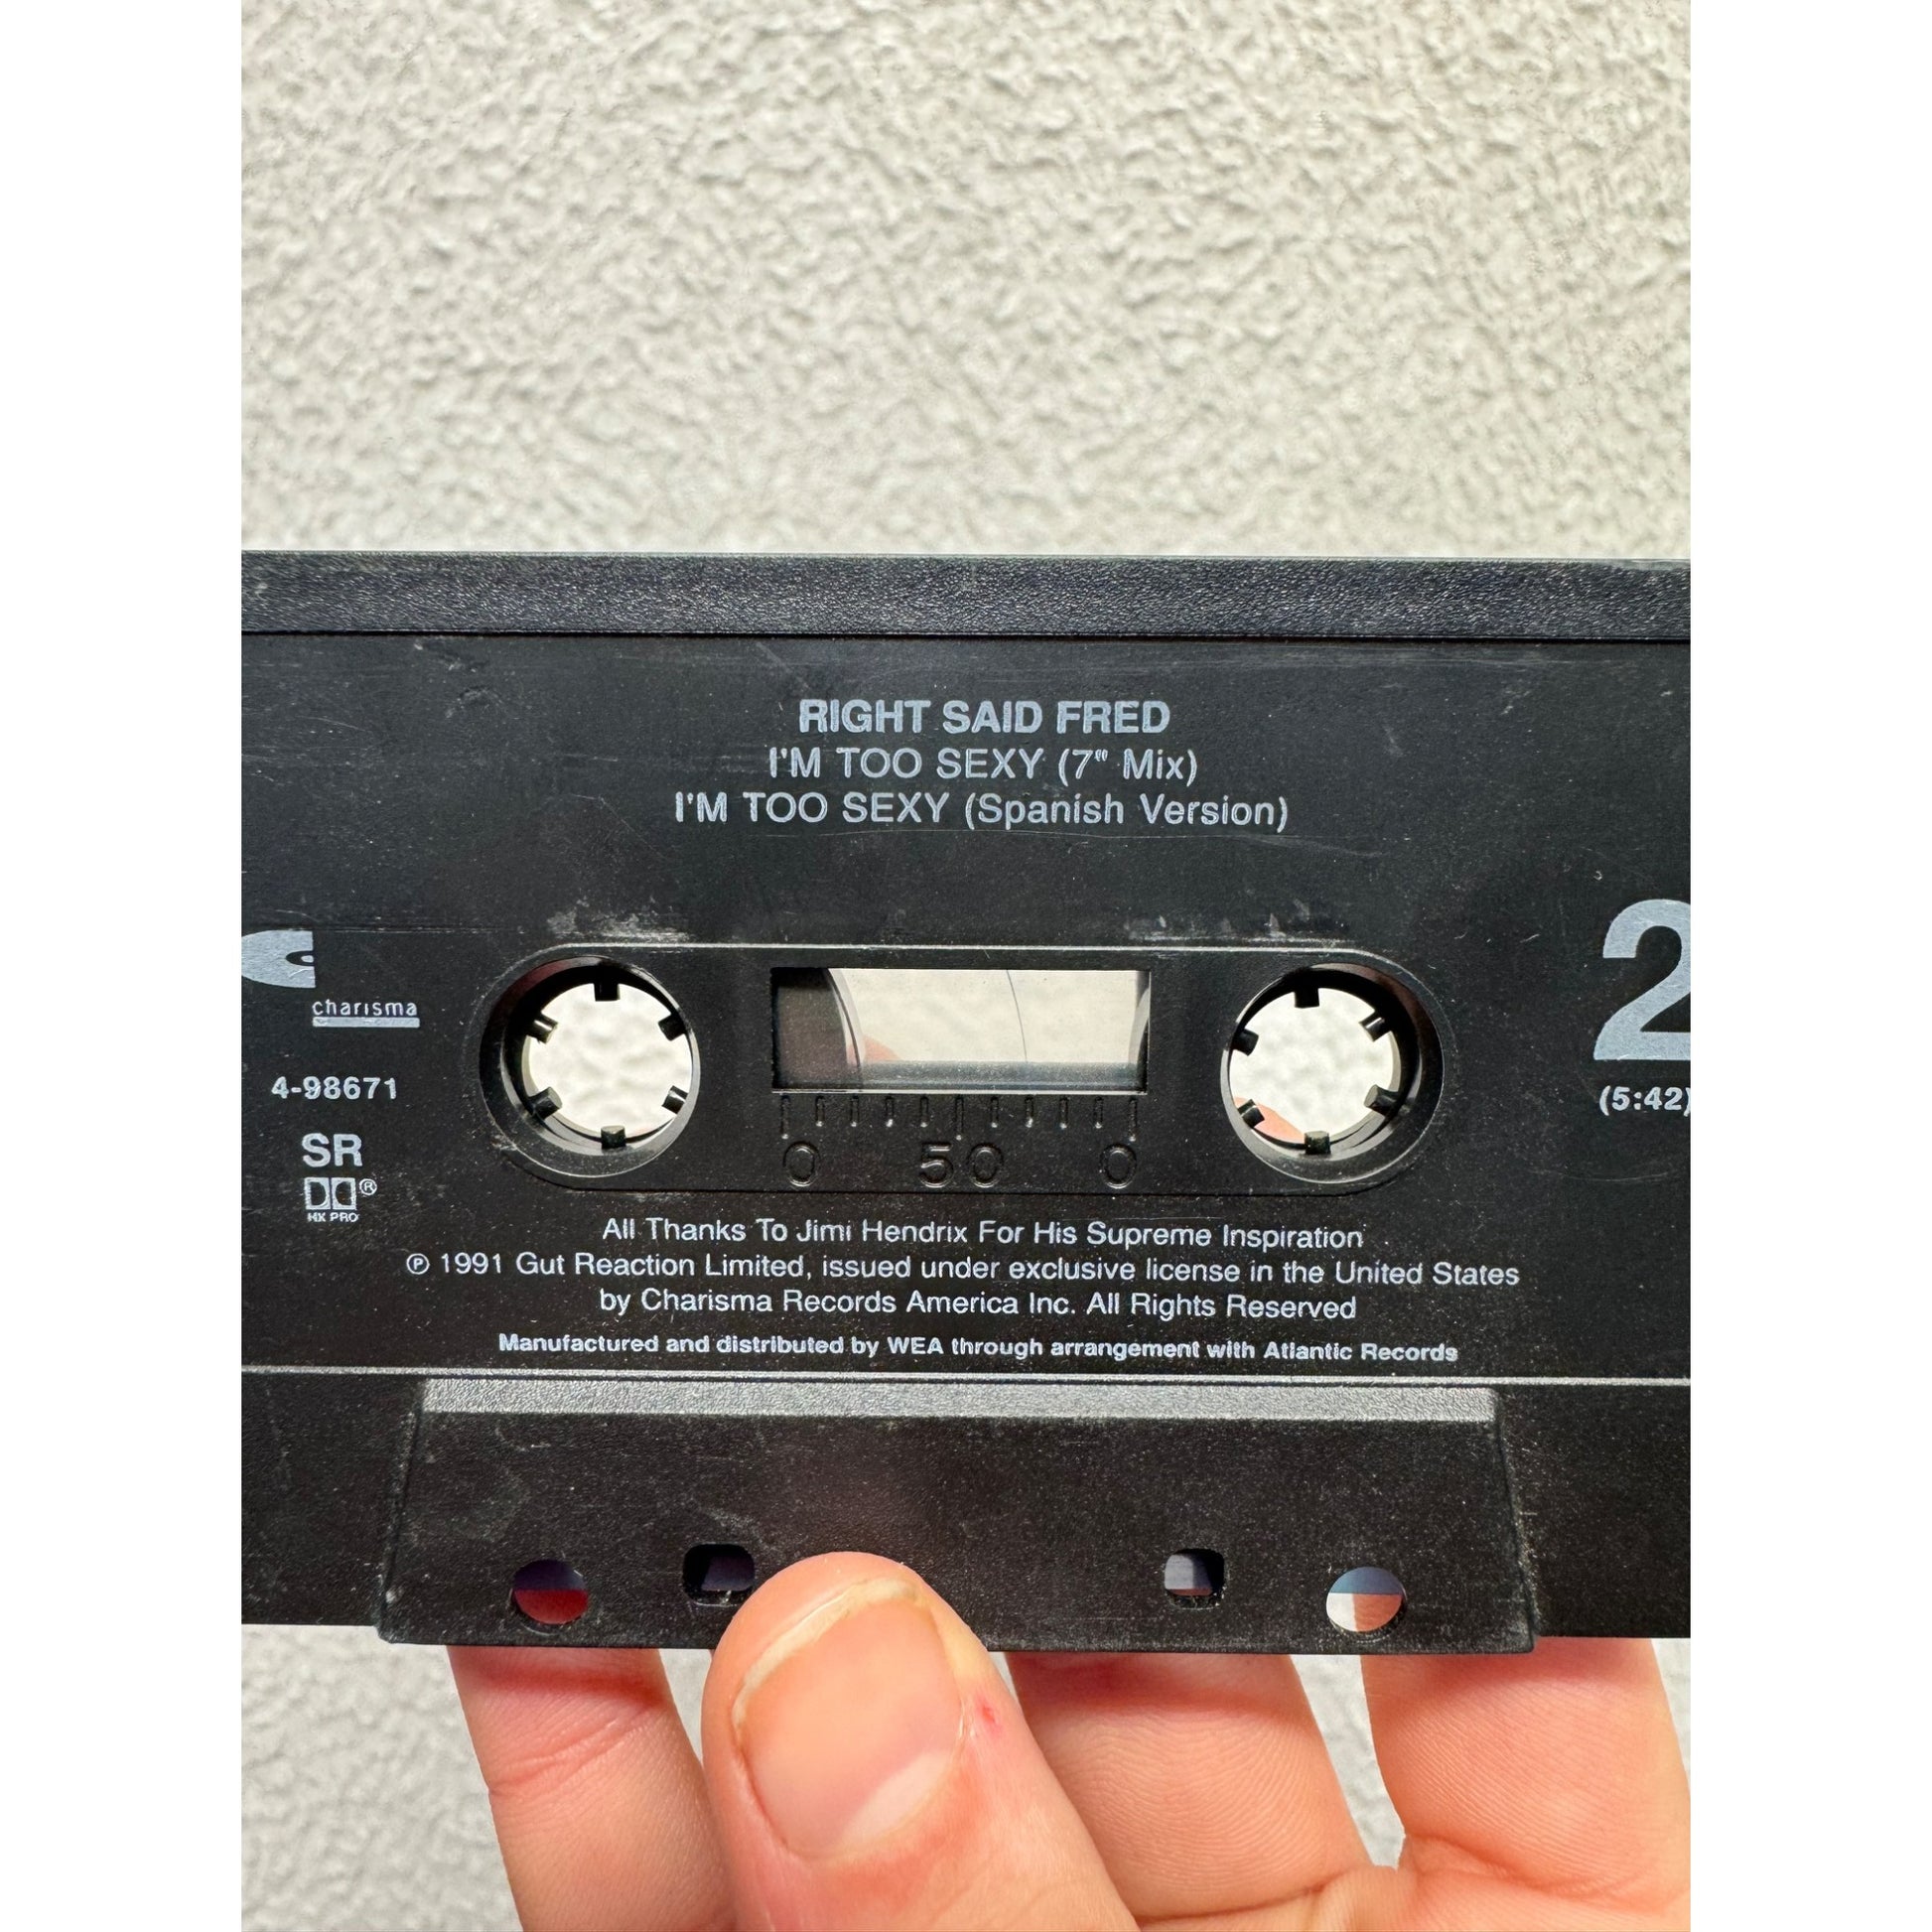 RIGHT SAID FRED
I'M TOO SEXY (7" Mix)
I'M TOO SEXY (Spanish Version)
charisma
2
4-98671
(5:42)
SR
HX PRO
®
0 50 0
All Thanks To Jimi Hendrix For His Supreme Inspiration
℗ 1991 Gut Reaction Limited, issued under exclusive license in the United States
by Charisma Records America Inc. All Rights Reserved
Manufactured and distributed by WEA through arrangement with Atlantic Records